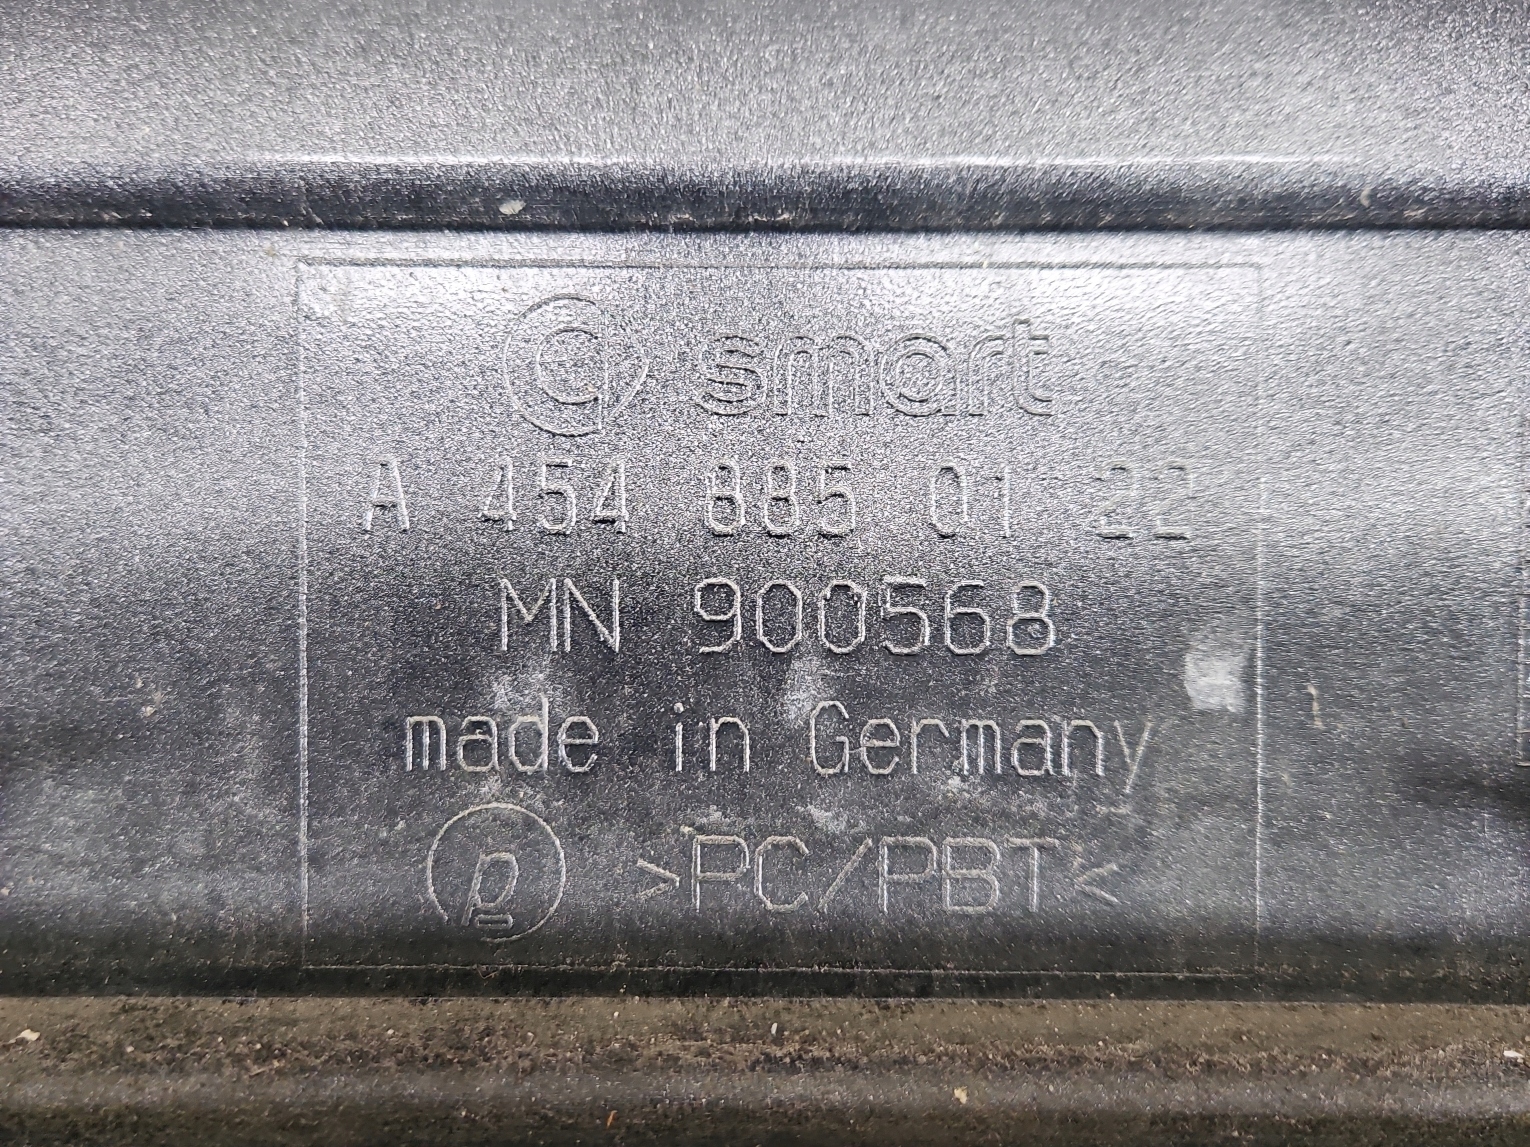 smart
A 454 885 01 22
MN 900568
made in Germany
p >PC/PBT<